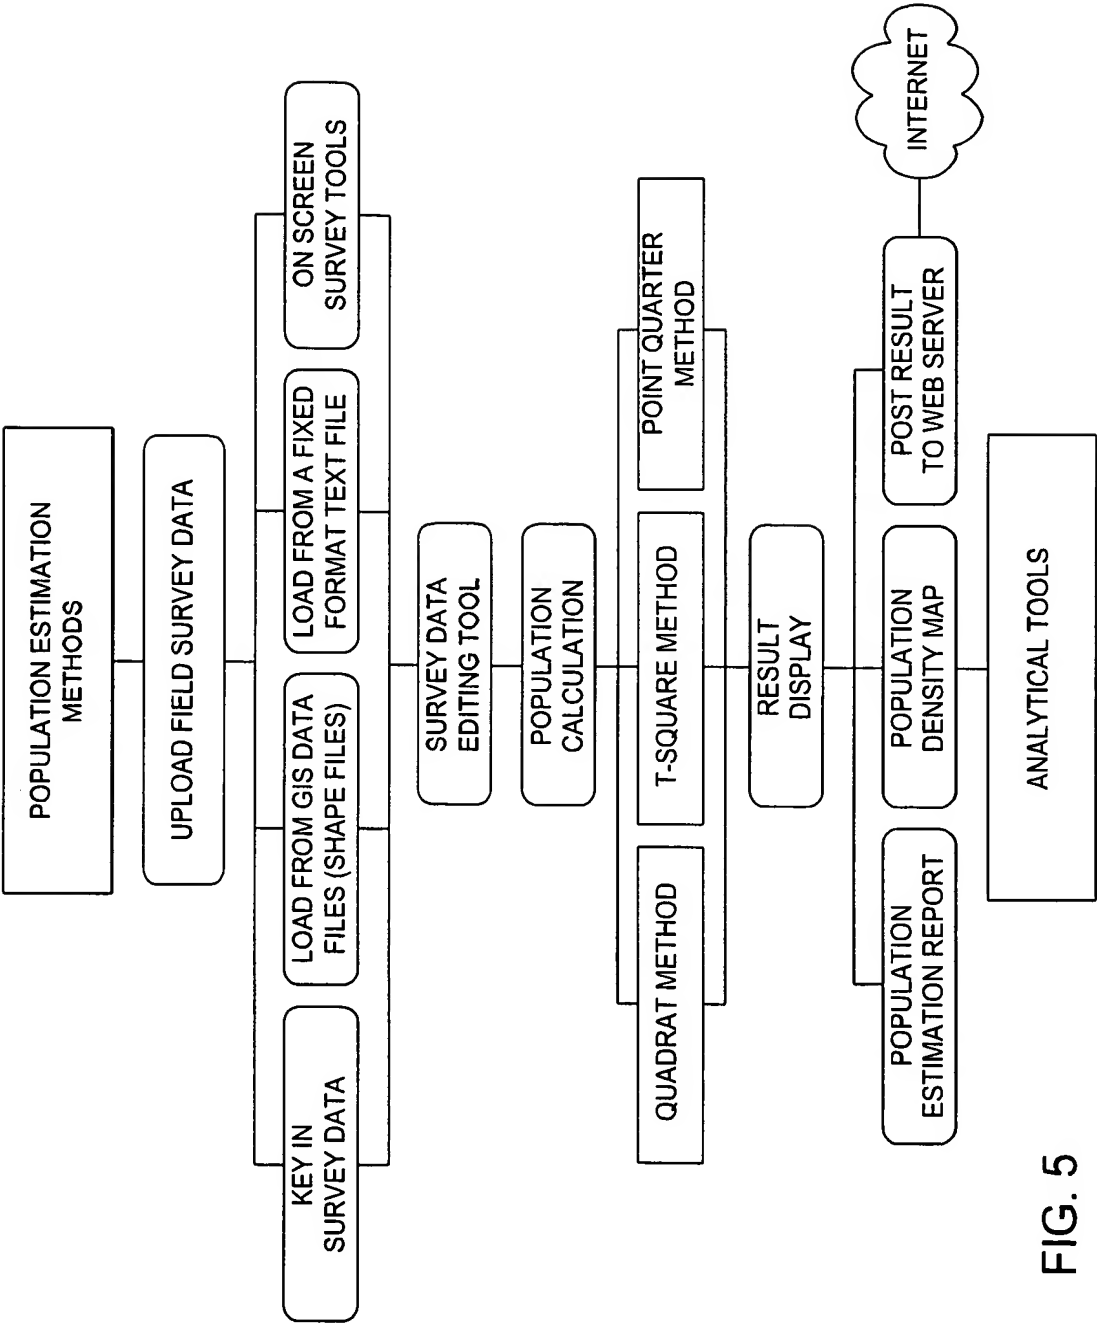 POPULATION ESTIMATION
METHODS
UPLOAD FIELD SURVEY DATA
KEY IN
SURVEY DATA
LOAD FROM GIS DATA
FILES (SHAPE FILES)
LOAD FROM A FIXED
FORMAT TEXT FILE
ON SCREEN
SURVEY TOOLS
SURVEY DATA
EDITING TOOL
POPULATION
CALCULATION
QUADRAT METHOD
T-SQUARE METHOD
POINT QUARTER
METHOD
RESULT
DISPLAY
POPULATION
ESTIMATION REPORT
POPULATION
DENSITY MAP
POST RESULT
TO WEB SERVER
INTERNET
ANALYTICAL TOOLS
FIG. 5